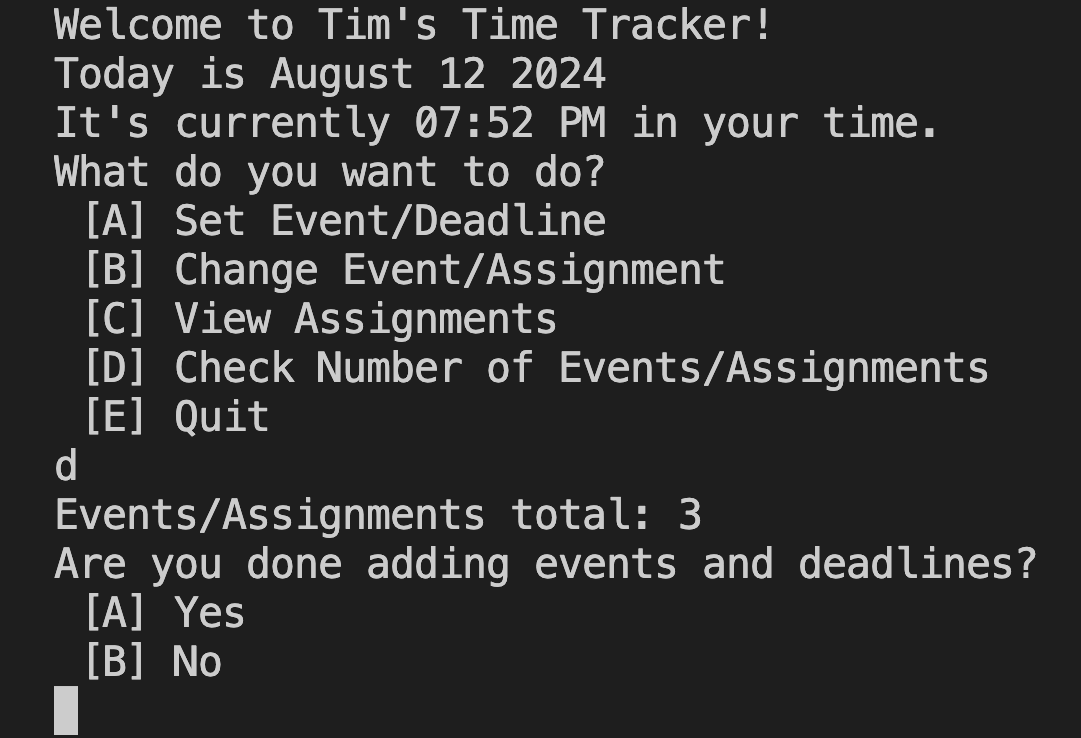 Welcome to Tim's Time Tracker!
Today is August 12 2024
It's currently 07:52 PM in your time.
What do you want to do?
[A] Set Event/Deadline
[B] Change Event/Assignment
[C] View Assignments
[D] Check Number of Events/Assignments
[E] Quit
d
Events/Assignments total: 3
Are you done adding events and deadlines?
[A] Yes
[B] No